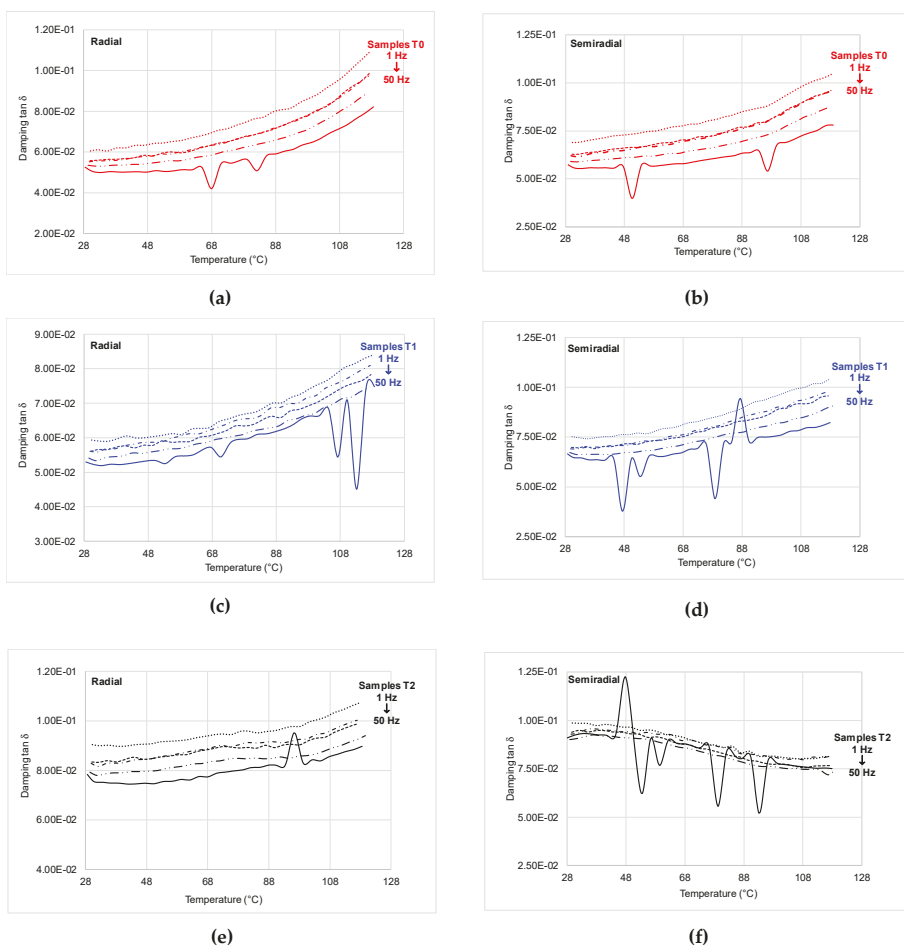 Radial
Samples T0
1 Hz
50 Hz
Damping tan δ
1.20E-01
1.00E-01
8.00E-02
6.00E-02
4.00E-02
2.00E-02
28 48 68 88 108 128
Temperature (°C)
(a)
Semiradial
Samples T0
1 Hz
50 Hz
Damping tan δ
1.25E-01
1.00E-01
7.50E-02
5.00E-02
2.50E-02
28 48 68 88 108 128
Temperature (°C)
(b)
Radial
Samples T1
1 Hz
50 Hz
Damping tan δ
9.00E-02
8.00E-02
7.00E-02
6.00E-02
5.00E-02
4.00E-02
3.00E-02
28 48 68 88 108 128
Temperature (°C)
(c)
Semiradial
Samples T1
1 Hz
50 Hz
Damping tan δ
1.25E-01
1.00E-01
7.50E-02
5.00E-02
2.50E-02
28 48 68 88 108 128
Temperature (°C)
(d)
Radial
Samples T2
1 Hz
50 Hz
Damping tan δ
1.20E-01
1.00E-01
8.00E-02
6.00E-02
4.00E-02
28 48 68 88 108 128
Temperature (°C)
(e)
Semiradial
Samples T2
1 Hz
50 Hz
Damping tan δ
1.25E-01
1.00E-01
7.50E-02
5.00E-02
2.50E-02
28 48 68 88 108 128
Temperature (°C)
(f)